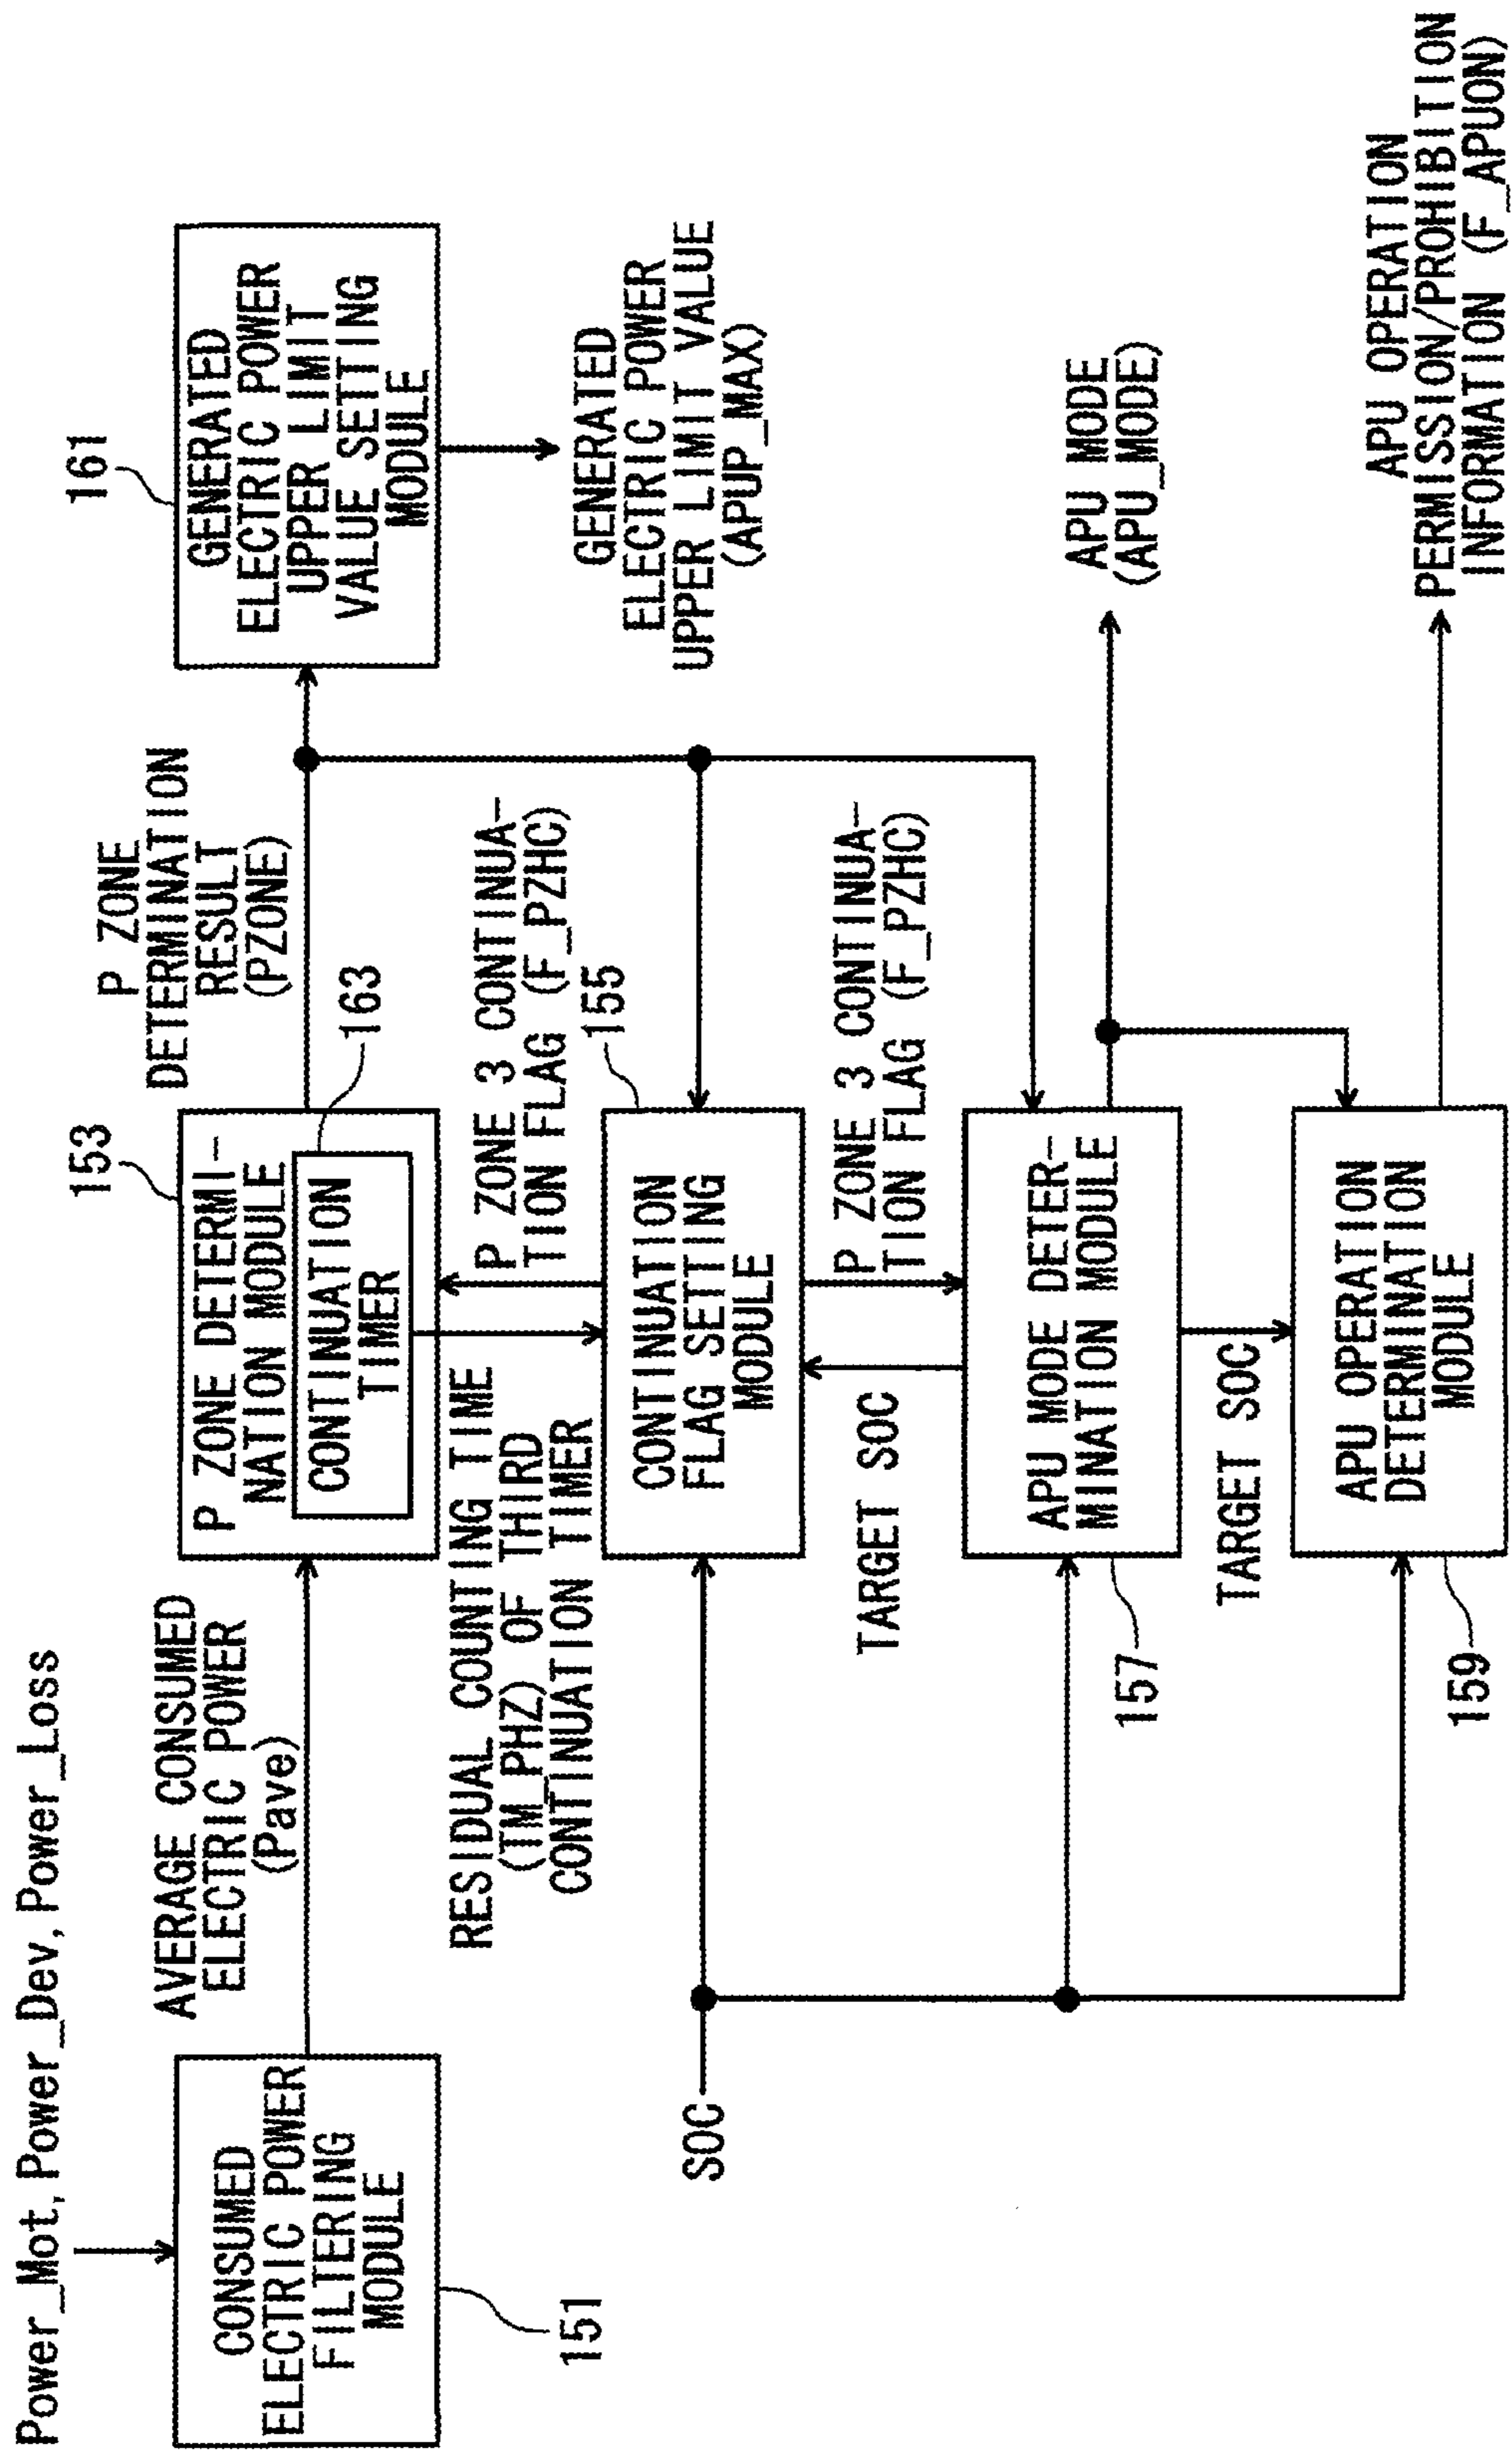 Power_Mot, Power_Dev, Power_Loss
CONSUMED
ELECTRIC POWER
FILTERING
MODULE
151
AVERAGE CONSUMED
ELECTRIC POWER
(Pave)
153
P ZONE DETERMI-
NATION MODULE
CONTINUATION
TIMER
163
P ZONE
DETERMINATION
RESULT
(PZONE)
161
GENERATED
ELECTRIC POWER
UPPER LIMIT
VALUE SETTING
MODULE
GENERATED
ELECTRIC POWER
UPPER LIMIT VALUE
(APUP_MAX)
RESIDUAL COUNTING TIME
(TM_PHZ) OF THIRD
CONTINUATION TIMER
P ZONE 3 CONTINUA-
TION FLAG (F_PZHC)
155
SOC
CONTINUATION
FLAG SETTING
MODULE
TARGET SOC
P ZONE 3 CONTINUA-
TION FLAG (F_PZHC)
APU MODE DETER-
MINATION MODULE
157
APU MODE
(APU_MODE)
TARGET SOC
APU OPERATION
DETERMINATION
MODULE
159
APU OPERATION
PERMISSION/PROHIBITION
INFORMATION (F_APUON)